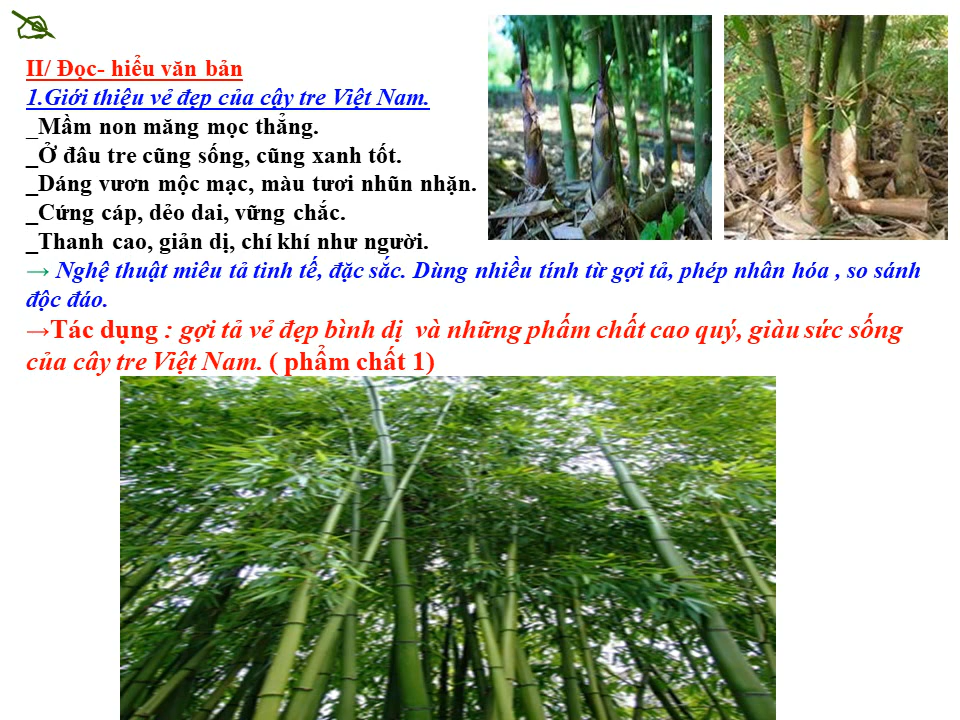 II/ Đọc- hiểu văn bản
1.Giới thiệu vẻ đẹp của cậy tre Việt Nam.
_Mầm non măng mọc thẳng.
_Ở đâu tre cũng sống, cũng xanh tốt.
_Dáng vươn mộc mạc, màu tươi nhũn nhặn.
_Cứng cáp, dẻo dai, vững chắc.
_Thanh cao, giản dị, chí khí như người.
→ Nghệ thuật miêu tả tinh tế, đặc sắc. Dùng nhiều tính từ gợi tả, phép nhân hóa , so sánh
độc đáo.
→Tác dụng : gợi tả vẻ đẹp bình dị và những phẩm chất cao quý, giàu sức sống
của cây tre Việt Nam. ( phẩm chất 1)